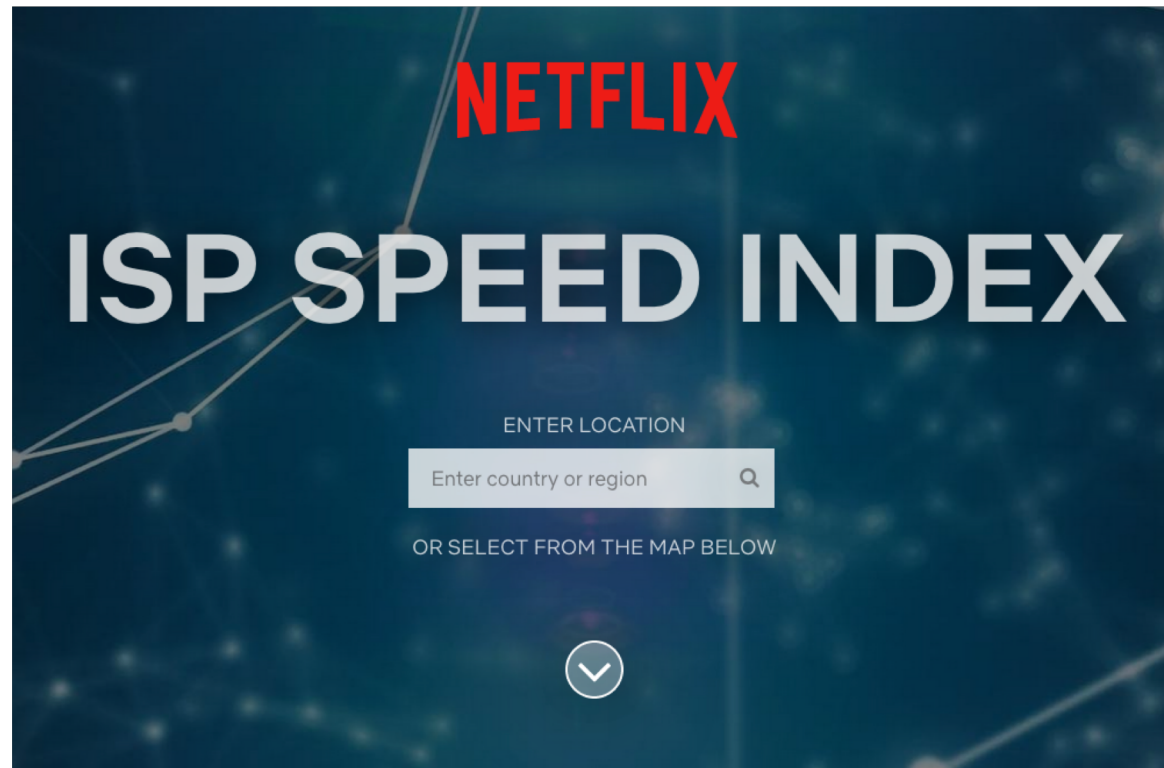 NETFLIX
ISP SPEED INDEX
ENTER LOCATION
Enter country or region
OR SELECT FROM THE MAP BELOW